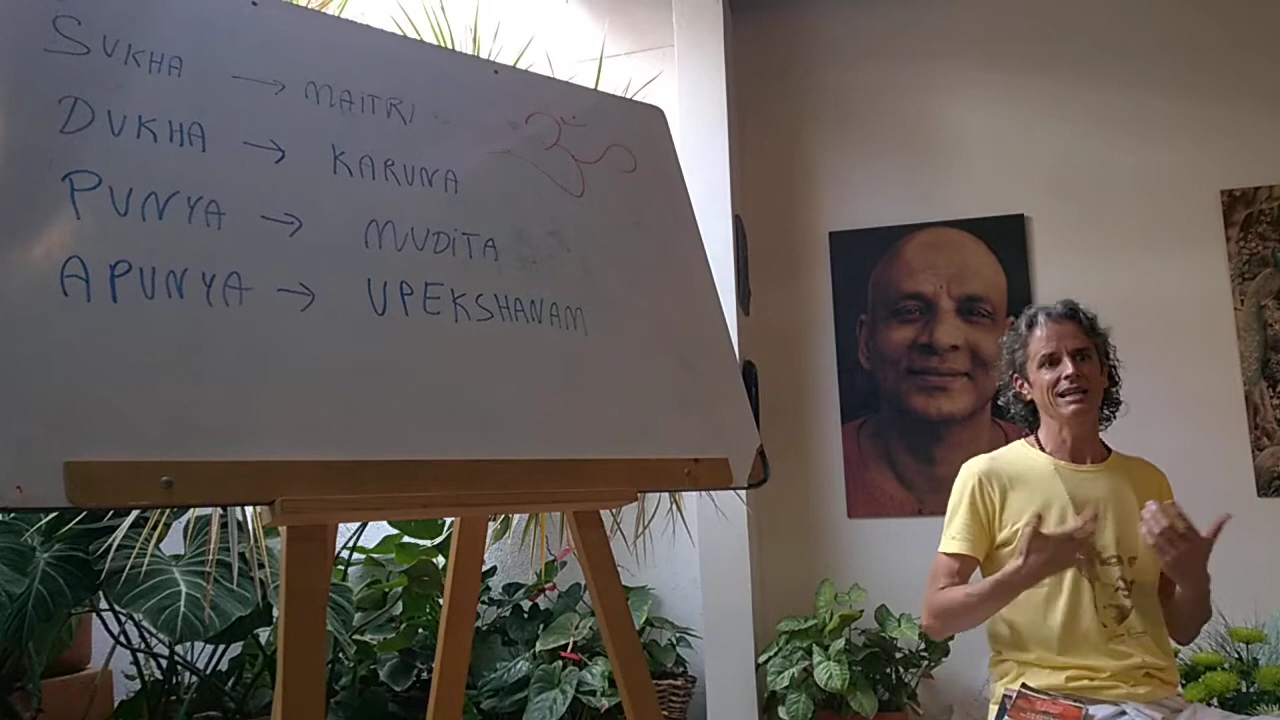 SUKHA → MAITRI
ॐ
DUKHA → KARUNA
PUNYA → MUDITA
APUNYA → UPEKSHANAM